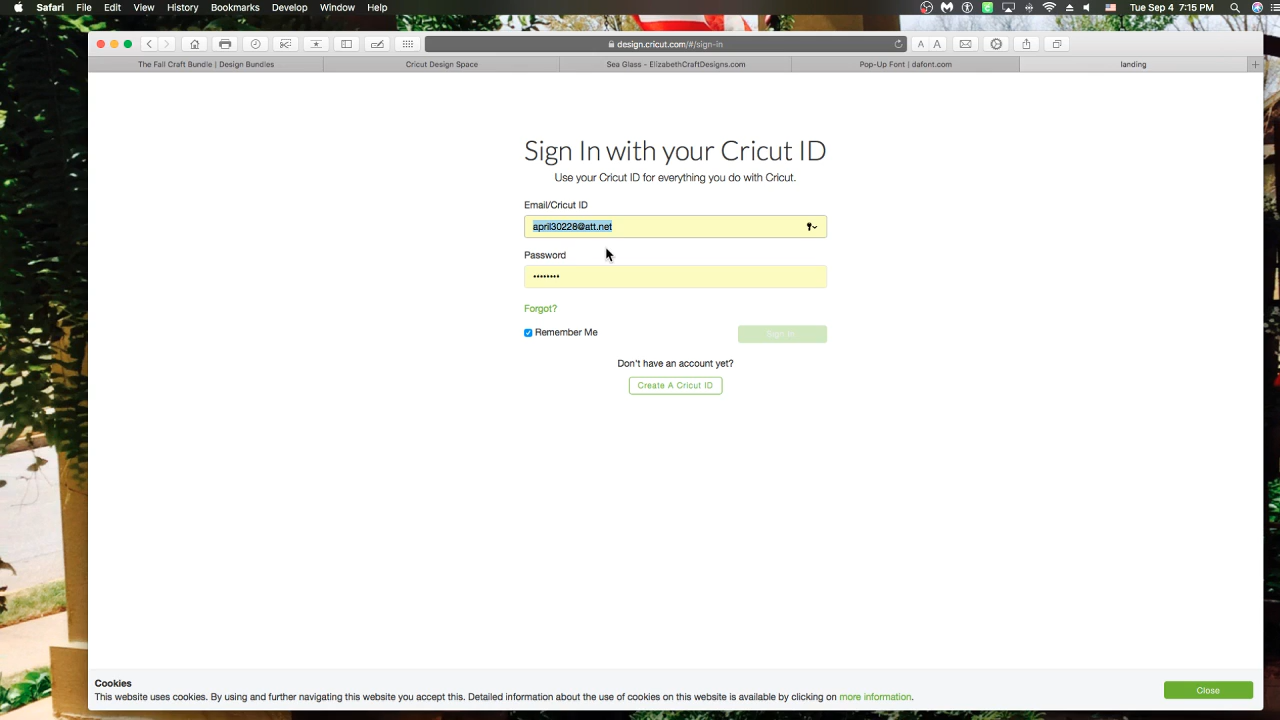 Safari File Edit View History Bookmarks Develop Window Help
Tue Sep 4 7:15 PM
design.cricut.com/#/sign-in
A A
The Fall Craft Bundle | Design Bundles
Cricut Design Space
Sea Glass – ElizabethCraftDesigns.com
Pop-Up Font | dafont.com
landing
Sign In with your Cricut ID
Use your Cricut ID for everything you do with Cricut.
Email/Cricut ID
april30228@att.net
Password
••••••••
Forgot?
Remember Me
Sign In
Don't have an account yet?
Create A Cricut ID
Cookies
This website uses cookies. By using and further navigating this website you accept this. Detailed information about the use of cookies on this website is available by clicking on more information.
Close